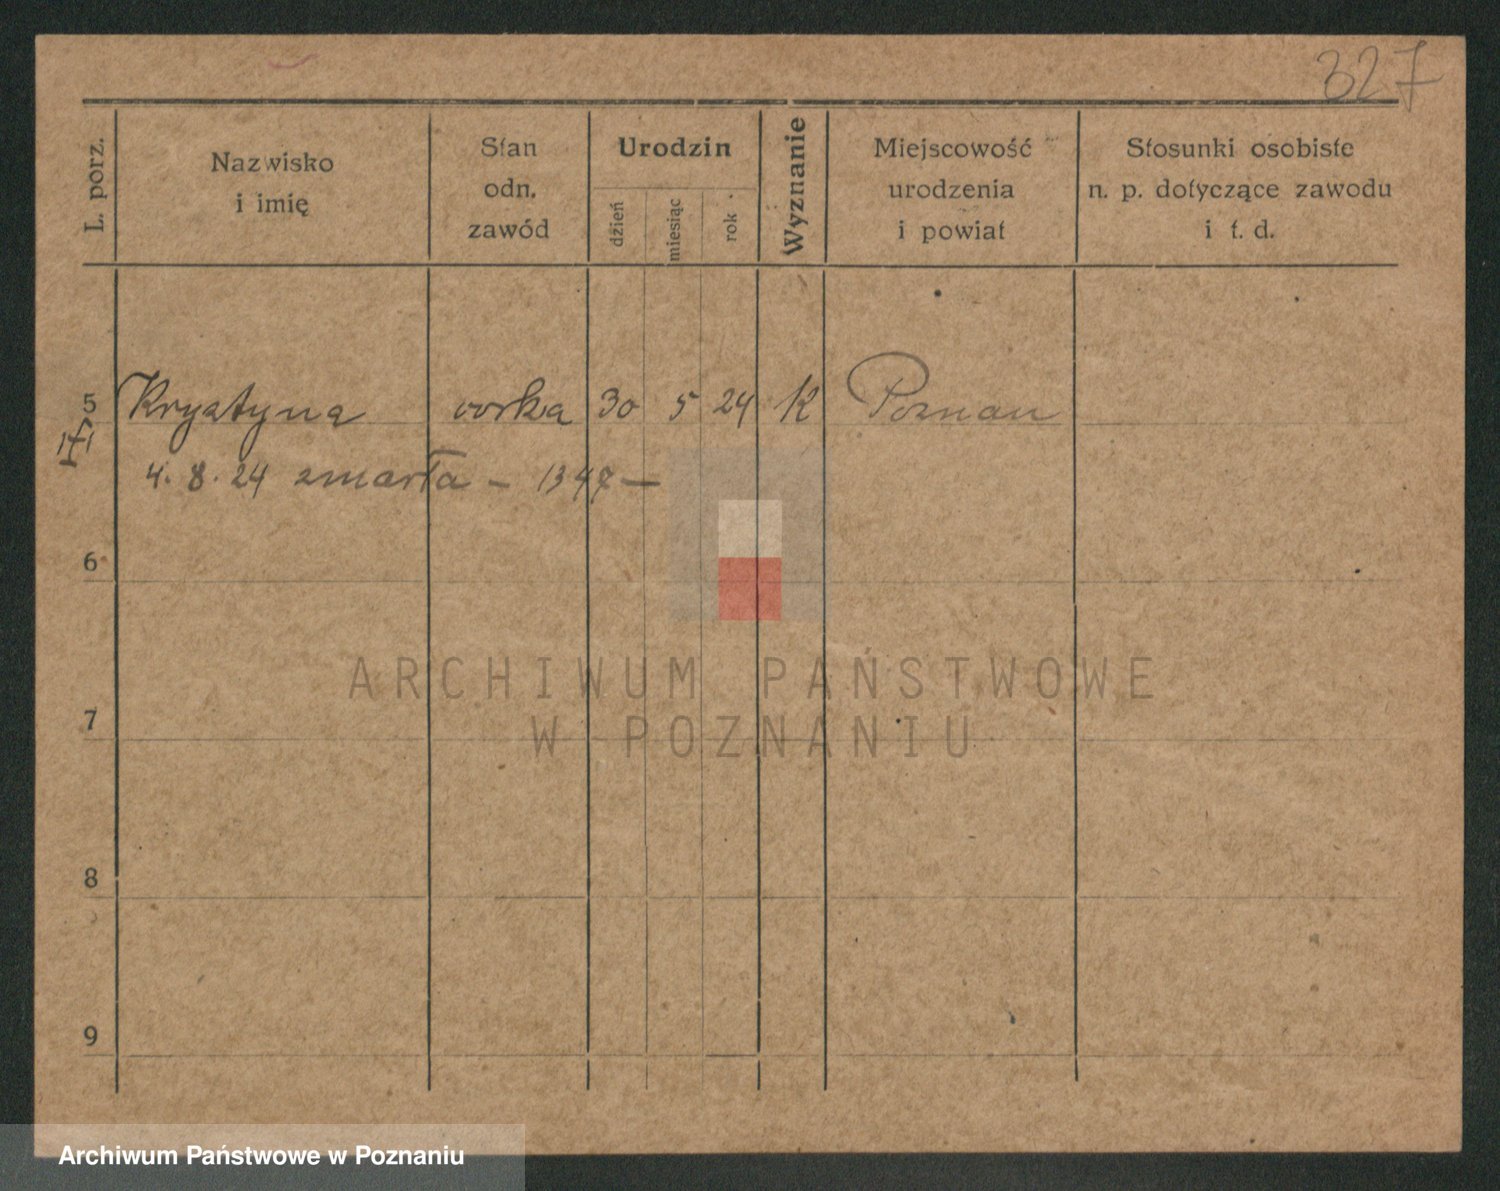 327
L. porz.
Nazwisko
i imię
Stan
odn.
zawód
Urodzin
dzień
miesiąc
rok
Wyznanie
Miejscowość
urodzenia
i powiat
Stosunki osobiste
n. p. dotyczące zawodu
i t. d.
5 Krystyna 30 5 24 K Poznan
4. 8. 24 zmarła – 1347 —
6
7
8
9
ARCHIWUM PAŃSTWOWE
W POZNANIU
Archiwum Państwowe w Poznaniu